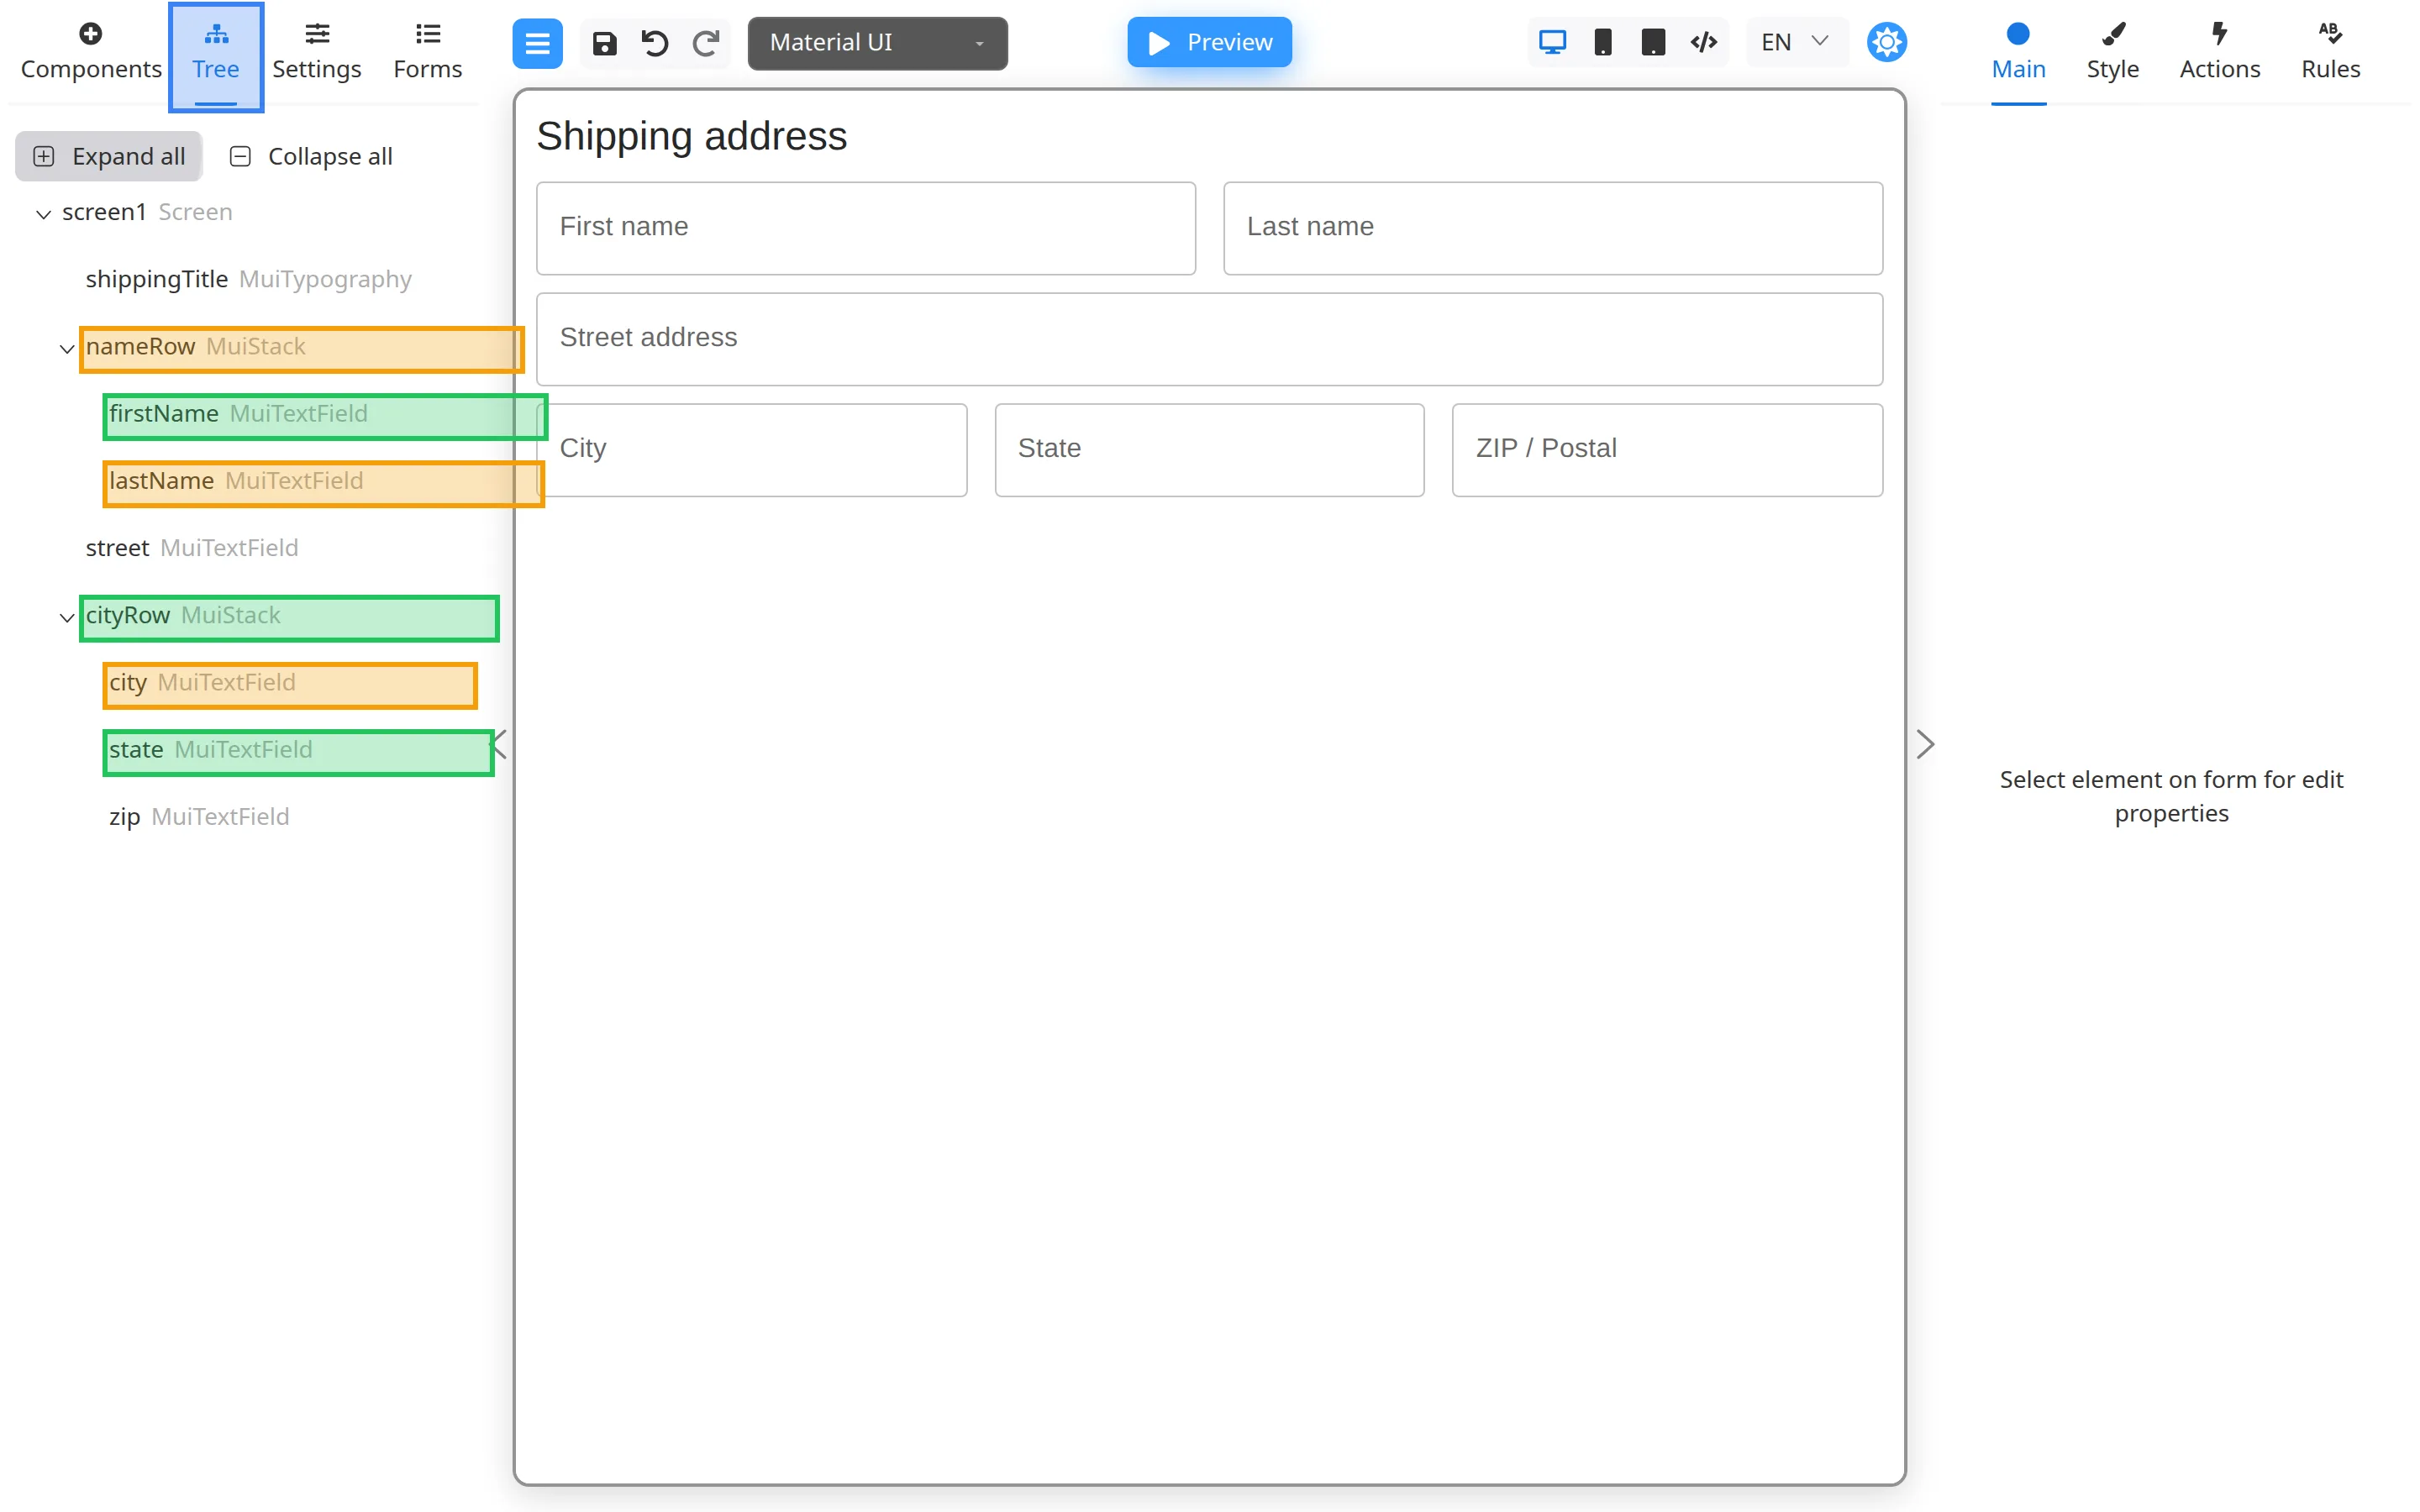 Components Tree Settings Forms
Material UI
Preview
EN
Main Style Actions Rules
Expand all Collapse all
screen1 Screen
shippingTitle MuiTypography
nameRow MuiStack
firstName MuiTextField
lastName MuiTextField
street MuiTextField
cityRow MuiStack
city MuiTextField
state MuiTextField
zip MuiTextField
Shipping address
First name Last name
Street address
City State ZIP / Postal
Select element on form for edit
properties